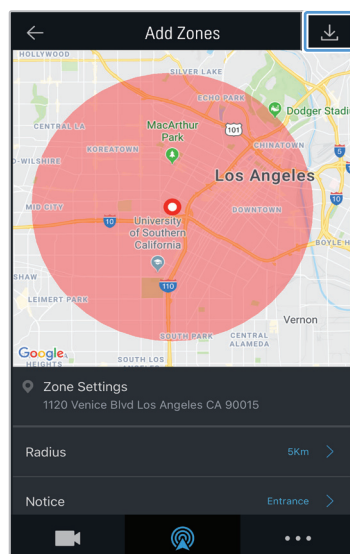 Add Zones
HOLLYWOOD
SILVER LAKE
ECHO PARK
Dodger Stadi
CENTRAL LA
MacArthur
Park
101
KOREATOWN
CHINATOWN
5
D-WILSHIRE
Los Angeles
10
MID CITY
10
University
of Southern
California
DOWNTOWN
BOYLE H
SHAW
110
LEIMERT PARK
Vernon
SOUTH PARK
CENTRAL
ALAMEDA
Google
HEIGHTS
SOUTH LOS
Zone Settings
1120 Venice Blvd Los Angeles CA 90015
Radius
5Km
Notice
Entrance